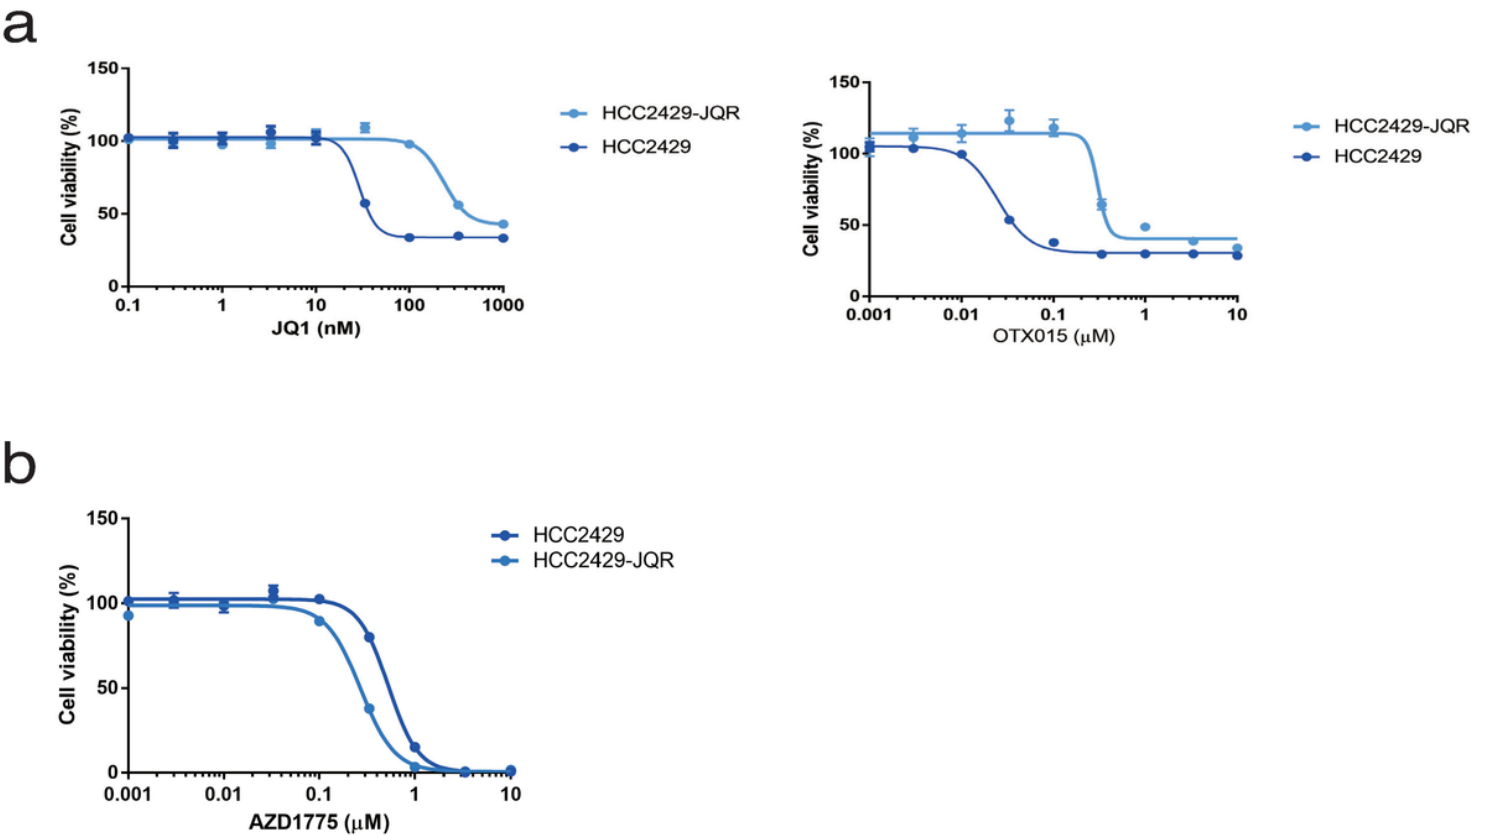 a
150
100
50
0
Cell viability (%)
0.1 1 10 100 1000
JQ1 (nM)
HCC2429-JQR
HCC2429
150
100
50
0
Cell viability (%)
0.001 0.01 0.1 1 10
OTX015 (µM)
HCC2429-JQR
HCC2429
b
150
100
50
0
Cell viability (%)
0.001 0.01 0.1 1 10
AZD1775 (µM)
HCC2429
HCC2429-JQR